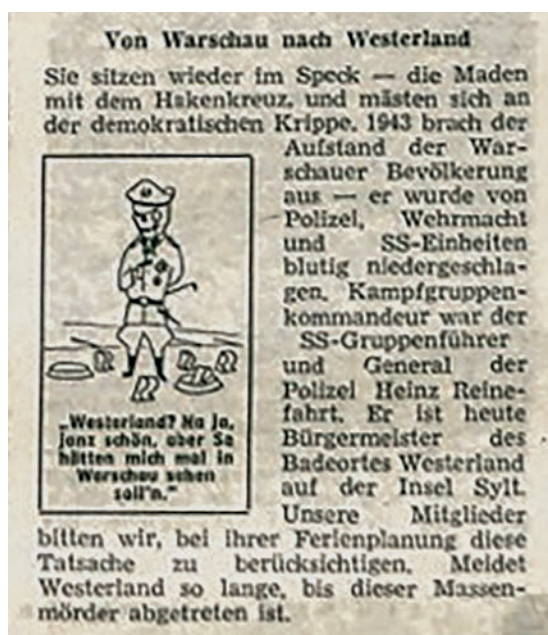 Von Warschau nach Westerland
Sie sitzen wieder im Speck — die Maden
mit dem Hakenkreuz, und mästen sich an
der demokratischen Krippe. 1943 brach der
Aufstand der War-
schauer Bevölkerung
aus — er wurde von
Polizei, Wehrmacht
und SS-Einheiten
blutig niedergeschla-
gen. Kampfgruppen-
kommandeur war der
SS-Gruppenführer
und General der
Polizei Heinz Reine-
fahrt. Er ist heute
Bürgermeister des
Badeortes Westerland
auf der Insel Sylt.
Unsere Mitglieder
„Westerland? Na ja,
janz schön, aber Se
hätten mich mal in
Warschau sehen
soll'n."
bitten wir, bei ihrer Ferienplanung diese
Tatsache zu berücksichtigen. Meidet
Westerland so lange, bis dieser Massen-
mörder abgetreten ist.